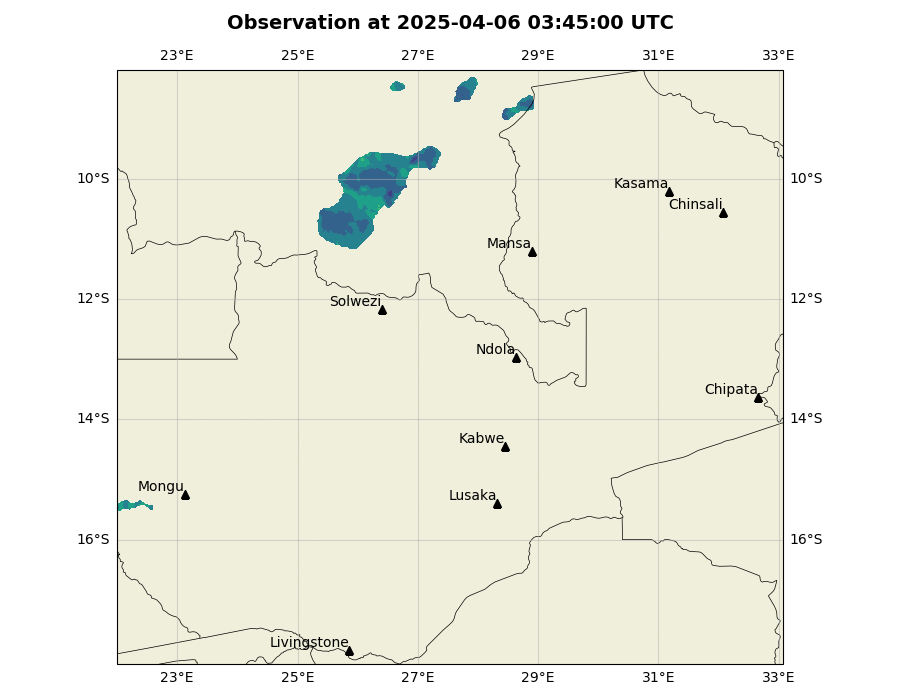 Observation at 2025-04-06 03:45:00 UTC
23°E 25°E 27°E 29°E 31°E 33°E
10°S 10°S
Kasama
Chinsali
Mansa
12°S 12°S
Solwezi
Ndola
Chipata
14°S 14°S
Kabwe
Mongu
Lusaka
16°S 16°S
Livingstone
23°E 25°E 27°E 29°E 31°E 33°E